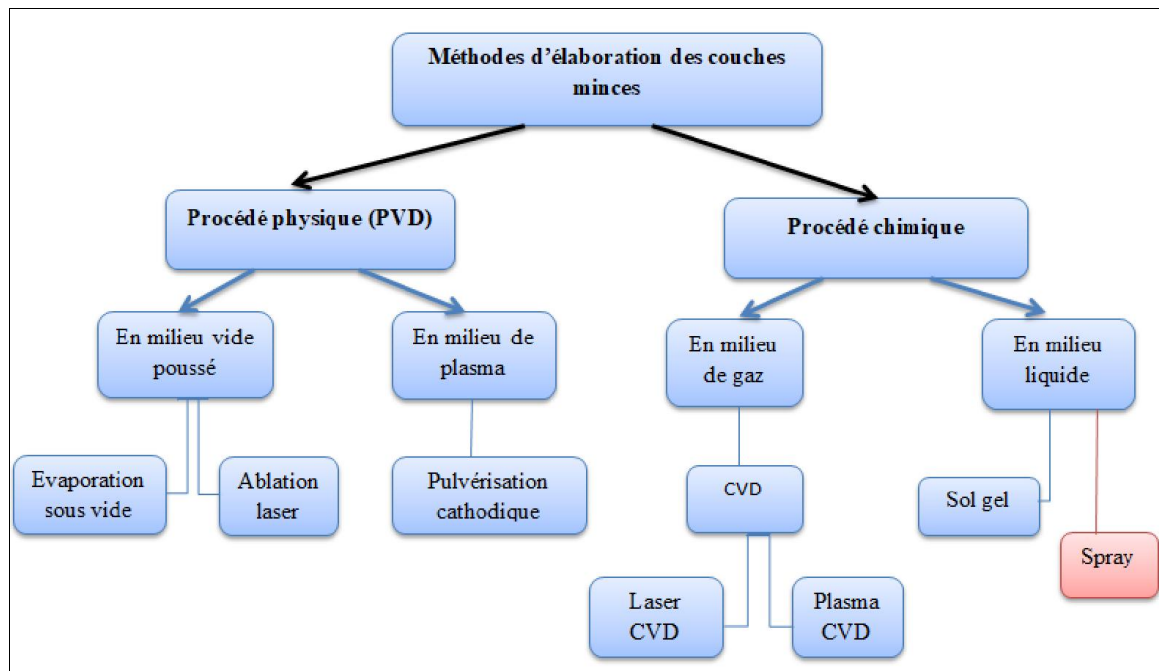 Méthodes d’élaboration des couches
minces
Procédé physique (PVD)
Procédé chimique
En milieu vide
poussé
En milieu de
plasma
En milieu
de gaz
En milieu
liquide
Evaporation
sous vide
Ablation
laser
Pulvérisation
cathodique
CVD
Sol gel
Spray
Laser
CVD
Plasma
CVD